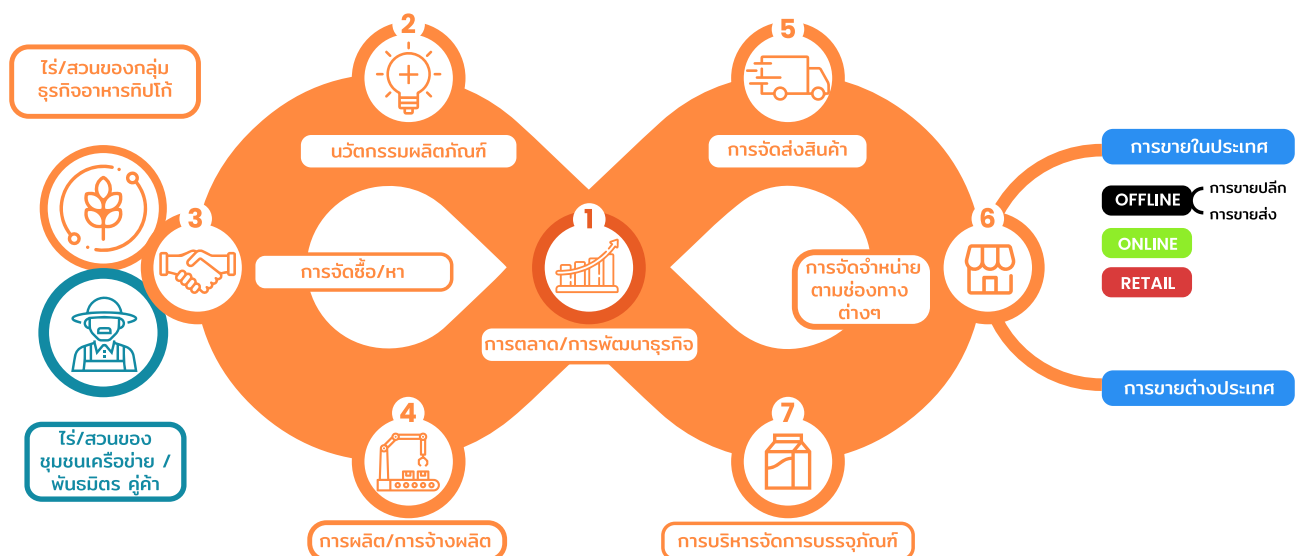 ไร่/สวนของกลุ่ม
ธุรกิจอาหารทิปโก้
2
นวัตกรรมผลิตภัณฑ์
5
การจัดส่งสินค้า
3
การจัดซื้อ/หา
1
การตลาด/การพัฒนาธุรกิจ
6
การจัดจำหน่าย
ตามช่องทาง
ต่างๆ
การขายในประเทศ
OFFLINE
การขายปลีก
การขายส่ง
ONLINE
RETAIL
การขายต่างประเทศ
ไร่/สวนของ
ชุมชนเครือข่าย /
พันธมิตร คู่ค้า
4
การผลิต/การจ้างผลิต
7
การบริหารจัดการบรรจุภัณฑ์